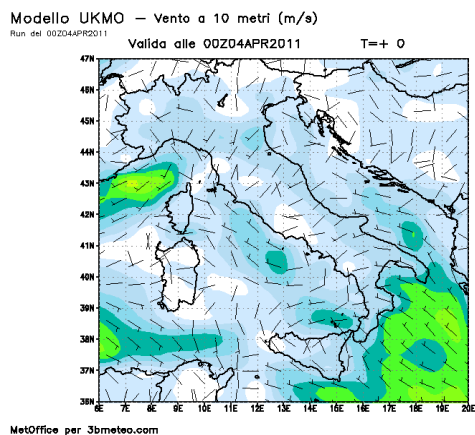 Modello UKMO – Vento a 10 metri (m/s)
Run del 00Z04APR2011
Valida alle 00Z04APR2011 T=+ 0
47N
46N
45N
44N
43N
42N
41N
40N
39N
38N
37N
36N
6E 7E 8E 9E 10E 11E 12E 13E 14E 15E 16E 17E 18E 19E 20E
MetOffice per 3bmeteo.com